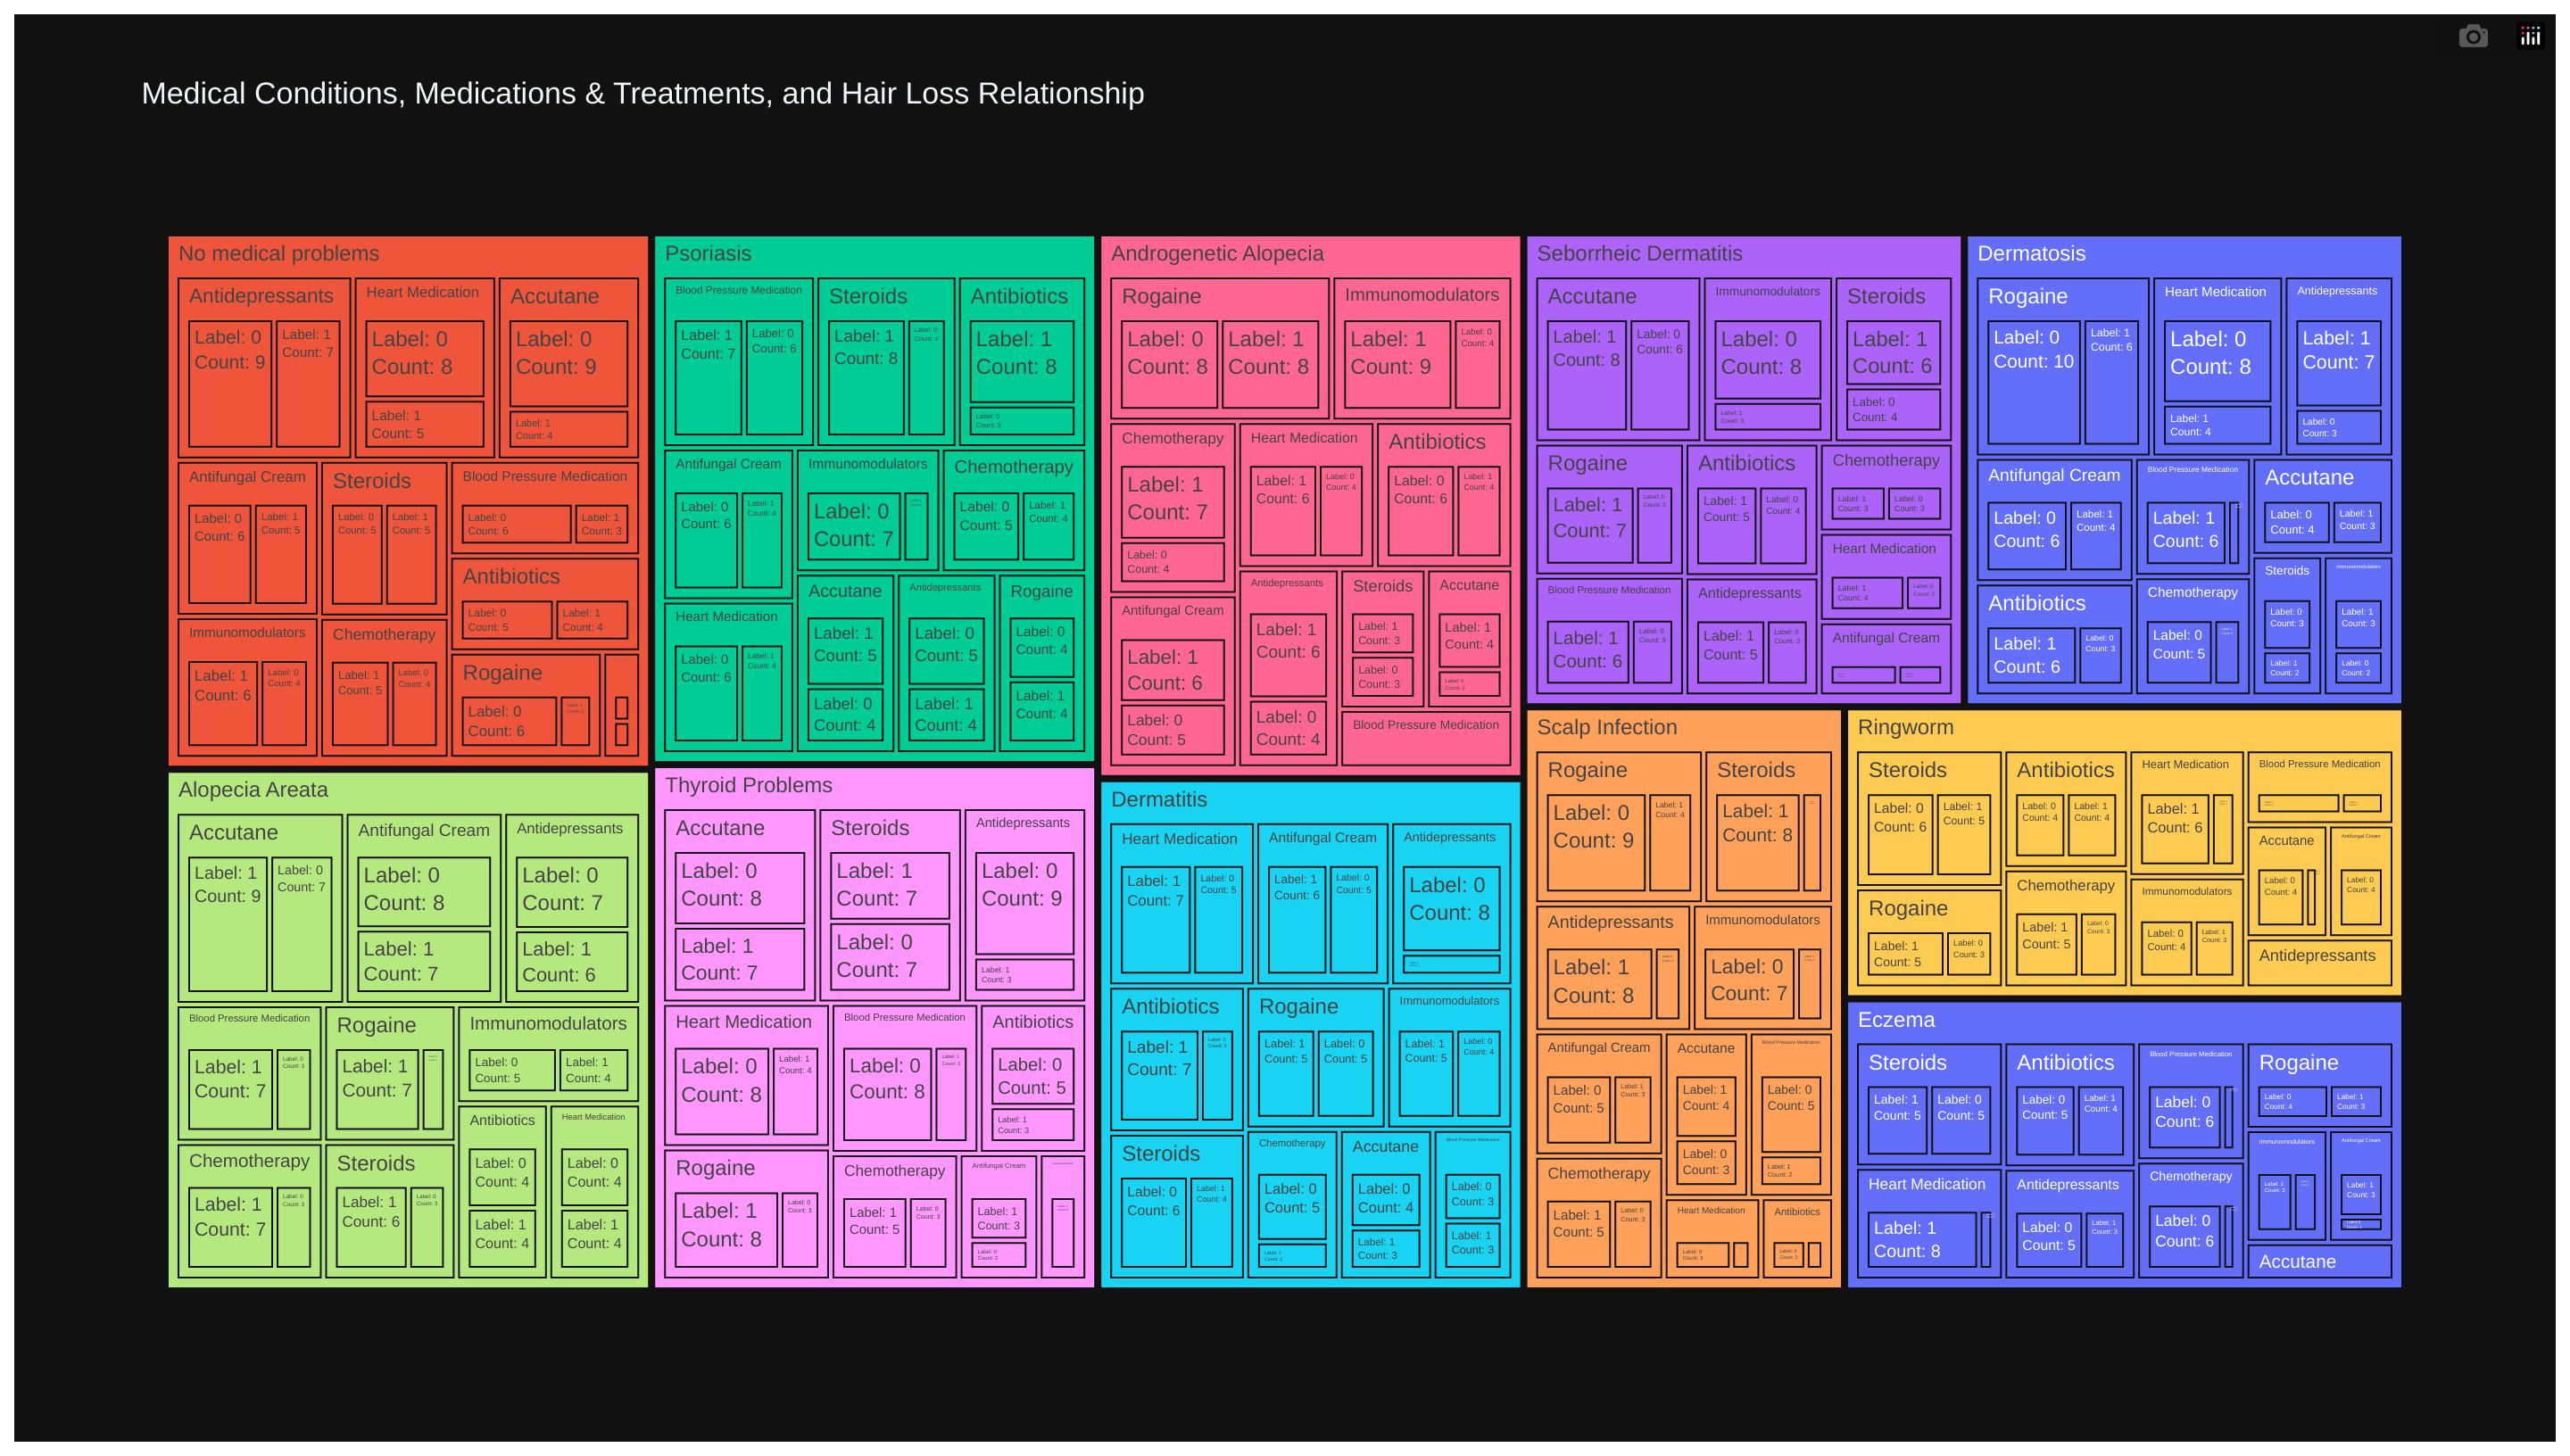 Medical Conditions, Medications & Treatments, and Hair Loss Relationship
No medical problems
Antidepressants
Label: 0
Count: 9
Label: 1
Count: 7
Heart Medication
Label: 0
Count: 8
Label: 1
Count: 5
Accutane
Label: 0
Count: 9
Label: 1
Count: 4
Antifungal Cream
Label: 0
Count: 6
Label: 1
Count: 5
Steroids
Label: 0
Count: 5
Label: 1
Count: 5
Blood Pressure Medication
Label: 0
Count: 6
Label: 1
Count: 3
Antibiotics
Label: 0
Count: 5
Label: 1
Count: 4
Immunomodulators
Label: 1
Count: 6
Label: 0
Count: 4
Chemotherapy
Label: 1
Count: 5
Label: 0
Count: 4
Rogaine
Label: 0
Count: 6
Psoriasis
Blood Pressure Medication
Label: 1
Count: 7
Label: 0
Count: 6
Steroids
Label: 1
Count: 8
Label: 0
Count: 4
Antibiotics
Label: 1
Count: 8
Label: 0
Count: 3
Antifungal Cream
Label: 0
Count: 6
Label: 1
Count: 4
Immunomodulators
Label: 0
Count: 7
Chemotherapy
Label: 0
Count: 5
Label: 1
Count: 4
Heart Medication
Label: 0
Count: 6
Label: 1
Count: 4
Accutane
Label: 1
Count: 5
Label: 0
Count: 4
Antidepressants
Label: 0
Count: 5
Label: 1
Count: 4
Rogaine
Label: 0
Count: 4
Label: 1
Count: 4
Androgenetic Alopecia
Rogaine
Label: 0
Count: 8
Label: 1
Count: 8
Immunomodulators
Label: 1
Count: 9
Label: 0
Count: 4
Chemotherapy
Label: 1
Count: 7
Label: 0
Count: 4
Heart Medication
Label: 1
Count: 6
Label: 0
Count: 4
Antibiotics
Label: 0
Count: 6
Label: 1
Count: 4
Antifungal Cream
Label: 1
Count: 6
Label: 0
Count: 5
Antidepressants
Label: 1
Count: 6
Label: 0
Count: 4
Steroids
Label: 1
Count: 3
Label: 0
Count: 3
Accutane
Label: 1
Count: 4
Label: 0
Count: 2
Blood Pressure Medication
Seborrheic Dermatitis
Accutane
Label: 1
Count: 8
Label: 0
Count: 6
Immunomodulators
Label: 0
Count: 8
Label: 1
Count: 3
Steroids
Label: 1
Count: 6
Label: 0
Count: 4
Rogaine
Label: 1
Count: 7
Label: 0
Count: 3
Antibiotics
Label: 1
Count: 5
Label: 0
Count: 4
Chemotherapy
Label: 1
Count: 3
Label: 0
Count: 3
Heart Medication
Label: 1
Count: 4
Label: 0
Count: 2
Blood Pressure Medication
Label: 1
Count: 6
Label: 0
Count: 3
Antidepressants
Label: 1
Count: 5
Label: 0
Count: 3
Antifungal Cream
Dermatosis
Rogaine
Label: 0
Count: 10
Label: 1
Count: 6
Heart Medication
Label: 0
Count: 8
Label: 1
Count: 4
Antidepressants
Label: 1
Count: 7
Label: 0
Count: 3
Antifungal Cream
Label: 0
Count: 6
Label: 1
Count: 4
Blood Pressure Medication
Label: 1
Count: 6
Accutane
Label: 0
Count: 4
Label: 1
Count: 3
Antibiotics
Label: 1
Count: 6
Label: 0
Count: 3
Chemotherapy
Label: 0
Count: 5
Steroids
Label: 0
Count: 3
Label: 1
Count: 2
Immunomodulators
Label: 1
Count: 3
Label: 0
Count: 2
Alopecia Areata
Accutane
Label: 1
Count: 9
Label: 0
Count: 7
Antifungal Cream
Label: 0
Count: 8
Label: 1
Count: 7
Antidepressants
Label: 0
Count: 7
Label: 1
Count: 6
Blood Pressure Medication
Label: 1
Count: 7
Label: 0
Count: 3
Rogaine
Label: 1
Count: 7
Immunomodulators
Label: 0
Count: 5
Label: 1
Count: 4
Chemotherapy
Label: 1
Count: 7
Label: 0
Count: 3
Steroids
Label: 1
Count: 6
Label: 0
Count: 3
Antibiotics
Label: 0
Count: 4
Label: 1
Count: 4
Heart Medication
Label: 0
Count: 4
Label: 1
Count: 4
Thyroid Problems
Accutane
Label: 0
Count: 8
Label: 1
Count: 7
Steroids
Label: 1
Count: 7
Label: 0
Count: 7
Antidepressants
Label: 0
Count: 9
Label: 1
Count: 3
Heart Medication
Label: 0
Count: 8
Label: 1
Count: 4
Blood Pressure Medication
Label: 0
Count: 8
Label: 1
Count: 3
Antibiotics
Label: 0
Count: 5
Label: 1
Count: 3
Rogaine
Label: 1
Count: 8
Label: 0
Count: 3
Chemotherapy
Label: 1
Count: 5
Label: 0
Count: 3
Antifungal Cream
Label: 1
Count: 3
Label: 0
Count: 2
Dermatitis
Heart Medication
Label: 1
Count: 7
Label: 0
Count: 5
Antifungal Cream
Label: 1
Count: 6
Label: 0
Count: 5
Antidepressants
Label: 0
Count: 8
Antibiotics
Label: 1
Count: 7
Label: 0
Count: 3
Rogaine
Label: 1
Count: 5
Label: 0
Count: 5
Immunomodulators
Label: 1
Count: 5
Label: 0
Count: 4
Steroids
Label: 0
Count: 6
Label: 1
Count: 4
Chemotherapy
Label: 0
Count: 5
Label: 1
Count: 2
Accutane
Label: 0
Count: 4
Label: 1
Count: 3
Blood Pressure Medication
Label: 0
Count: 3
Label: 1
Count: 3
Scalp Infection
Rogaine
Label: 0
Count: 9
Label: 1
Count: 4
Steroids
Label: 1
Count: 8
Antidepressants
Label: 1
Count: 8
Immunomodulators
Label: 0
Count: 7
Antifungal Cream
Label: 0
Count: 5
Label: 1
Count: 3
Accutane
Label: 1
Count: 4
Label: 0
Count: 3
Blood Pressure Medication
Label: 0
Count: 5
Label: 1
Count: 2
Chemotherapy
Label: 1
Count: 5
Label: 0
Count: 3
Heart Medication
Label: 0
Count: 3
Antibiotics
Label: 0
Count: 2
Ringworm
Steroids
Label: 0
Count: 6
Label: 1
Count: 5
Antibiotics
Label: 0
Count: 4
Label: 1
Count: 4
Heart Medication
Label: 1
Count: 6
Blood Pressure Medication
Accutane
Label: 0
Count: 4
Antifungal Cream
Label: 0
Count: 4
Rogaine
Label: 1
Count: 5
Label: 0
Count: 3
Chemotherapy
Label: 1
Count: 5
Label: 0
Count: 3
Immunomodulators
Label: 0
Count: 4
Label: 1
Count: 3
Antidepressants
Eczema
Steroids
Label: 1
Count: 5
Label: 0
Count: 5
Antibiotics
Label: 0
Count: 5
Label: 1
Count: 4
Blood Pressure Medication
Label: 0
Count: 6
Rogaine
Label: 0
Count: 4
Label: 1
Count: 3
Heart Medication
Label: 1
Count: 8
Antidepressants
Label: 0
Count: 5
Label: 1
Count: 3
Chemotherapy
Label: 0
Count: 6
Immunomodulators
Label: 1
Count: 3
Antifungal Cream
Label: 1
Count: 3
Accutane